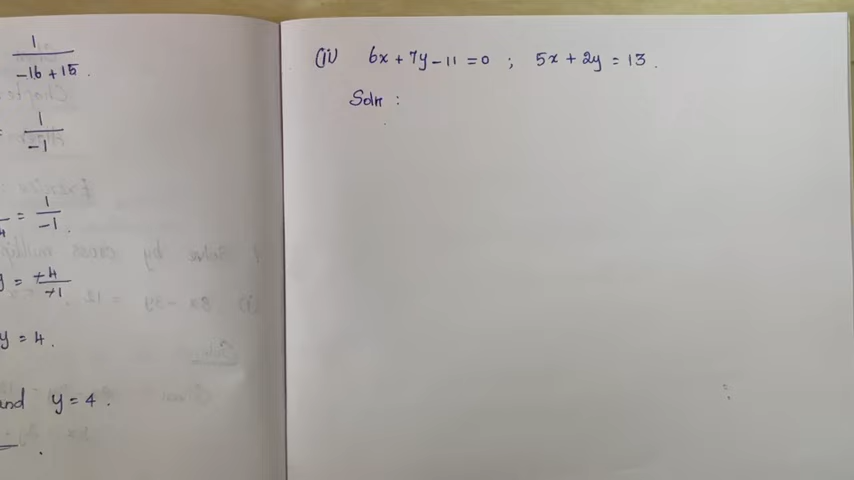 1
-16 + 15 .
= 1
-1
4 = 1
-1 .
y = +4
+1
y = 4 .
and y = 4 .
(ii) 6x + 7y - 11 = 0 ; 5x + 2y = 13 .
Soln :